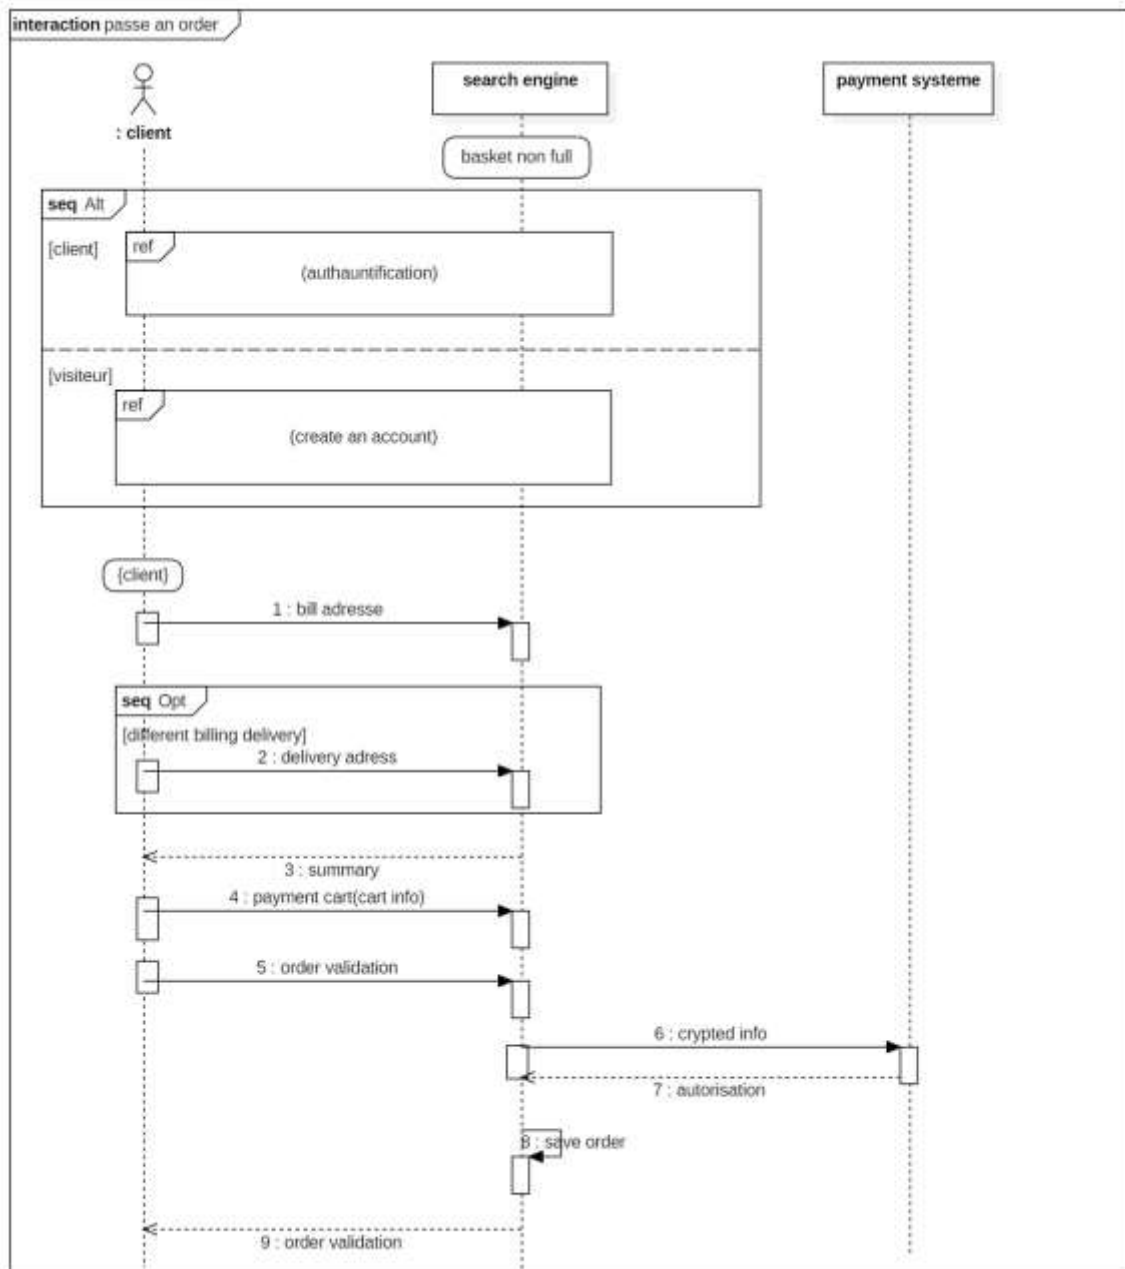 interaction passe an order
search engine
payment systeme
: client
basket non full
seq Alt
[client]
ref
(authauntification)
[visiteur]
ref
(create an account)
{client}
1 : bill adresse
seq Opt
[different billing delivery]
2 : delivery adress
3 : summary
4 : payment cart(cart info)
5 : order validation
6 : crypted info
7 : autorisation
8 : save order
9 : order validation